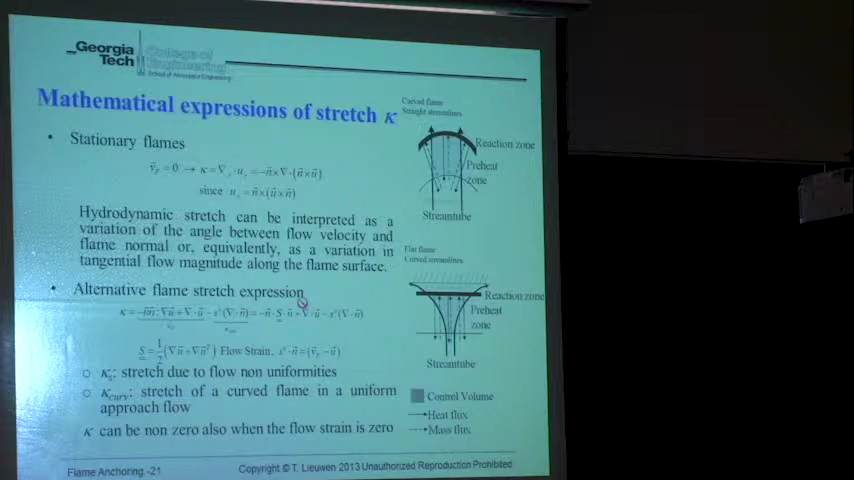 Georgia
Tech
College of
Engineering
School of Aerospace Engineering
Mathematical expressions of stretch κ
• Stationary flames
since
Hydrodynamic stretch can be interpreted as a
variation of the angle between flow velocity and
flame normal or, equivalently, as a variation in
tangential flow magnitude along the flame surface.
• Alternative flame stretch expression
Flow Strain,
κs: stretch due to flow non uniformities
κcurv: stretch of a curved flame in a uniform
approach flow
κ can be non zero also when the flow strain is zero
Curved flame
Straight streamlines
Reaction zone
Preheat
zone
Streamtube
Flat flame
Curved streamlines
Reaction zone
Preheat
zone
Streamtube
Control Volume
Heat flux
Mass flux
Flame Anchoring -21
Copyright © T. Lieuwen 2013 Unauthorized Reproduction Prohibited